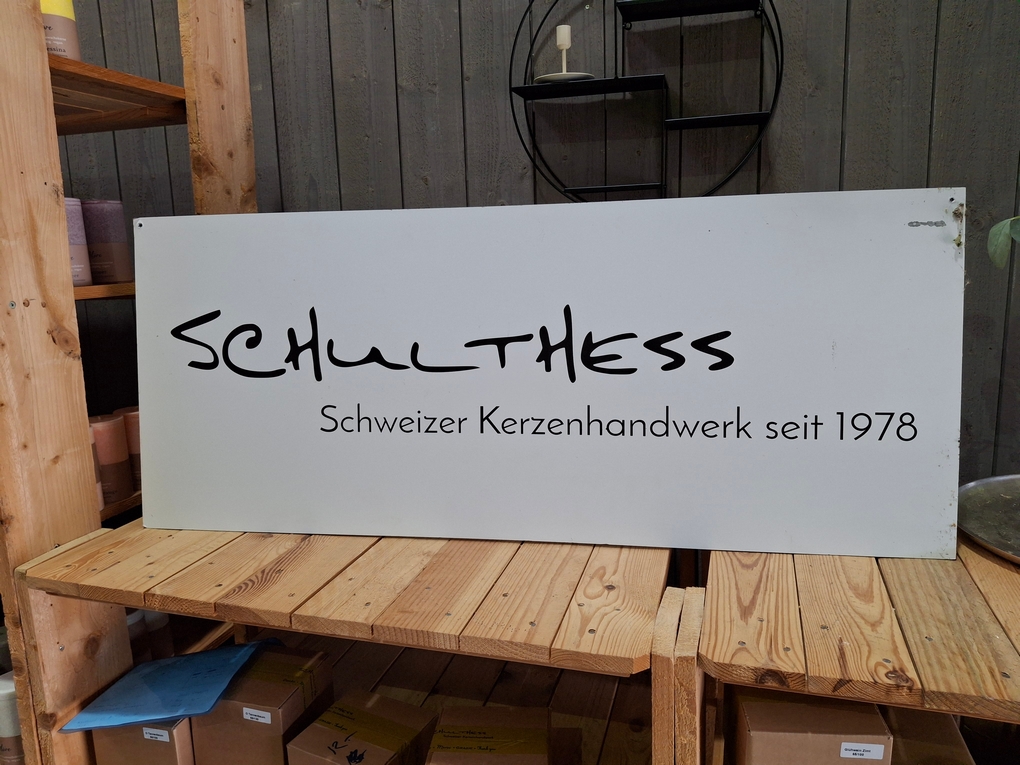 SCHULTHESS
Schweizer Kerzenhandwerk seit 1978